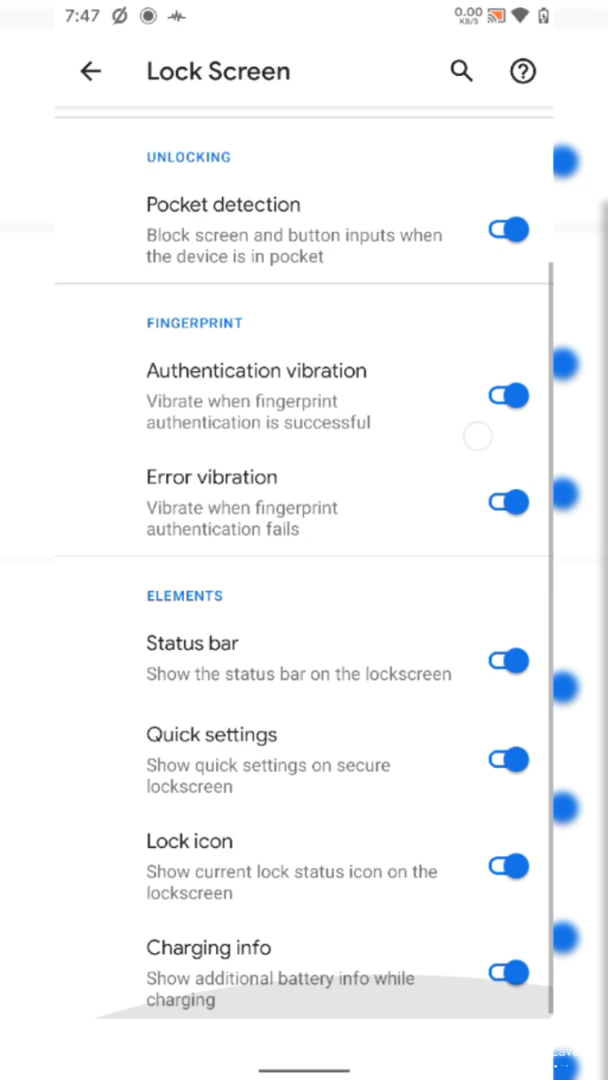 7:47
0.00
KB/S
Lock Screen
UNLOCKING
Pocket detection
Block screen and button inputs when
the device is in pocket
FINGERPRINT
Authentication vibration
Vibrate when fingerprint
authentication is successful
Error vibration
Vibrate when fingerprint
authentication fails
ELEMENTS
Status bar
Show the status bar on the lockscreen
Quick settings
Show quick settings on secure
lockscreen
Lock icon
Show current lock status icon on the
lockscreen
Charging info
Show additional battery info while
charging